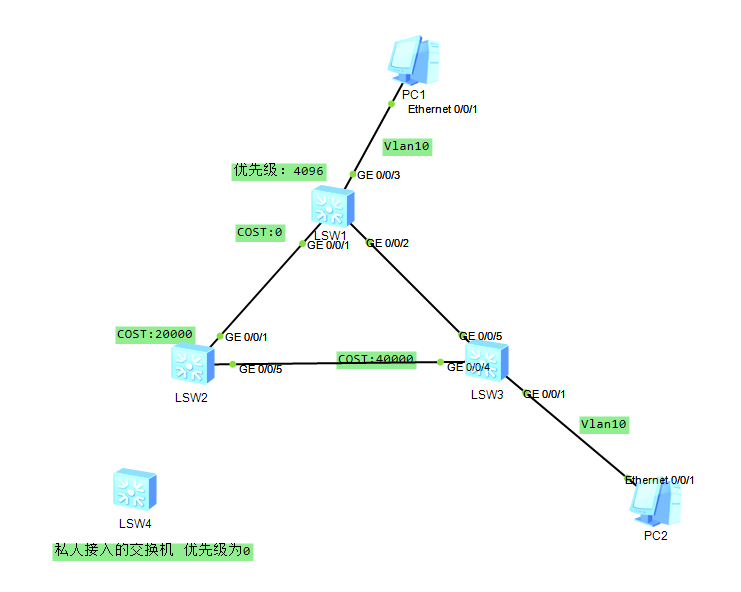 PC1
Ethernet 0/0/1
Vlan10
优先级：4096
GE 0/0/3
COST:0
LSW1
GE 0/0/1
GE 0/0/2
COST:20000
GE 0/0/1
GE 0/0/5
COST:40000
GE 0/0/5
GE 0/0/4
LSW2
LSW3
GE 0/0/1
Vlan10
Ethernet 0/0/1
LSW4
PC2
私人接入的交换机 优先级为0